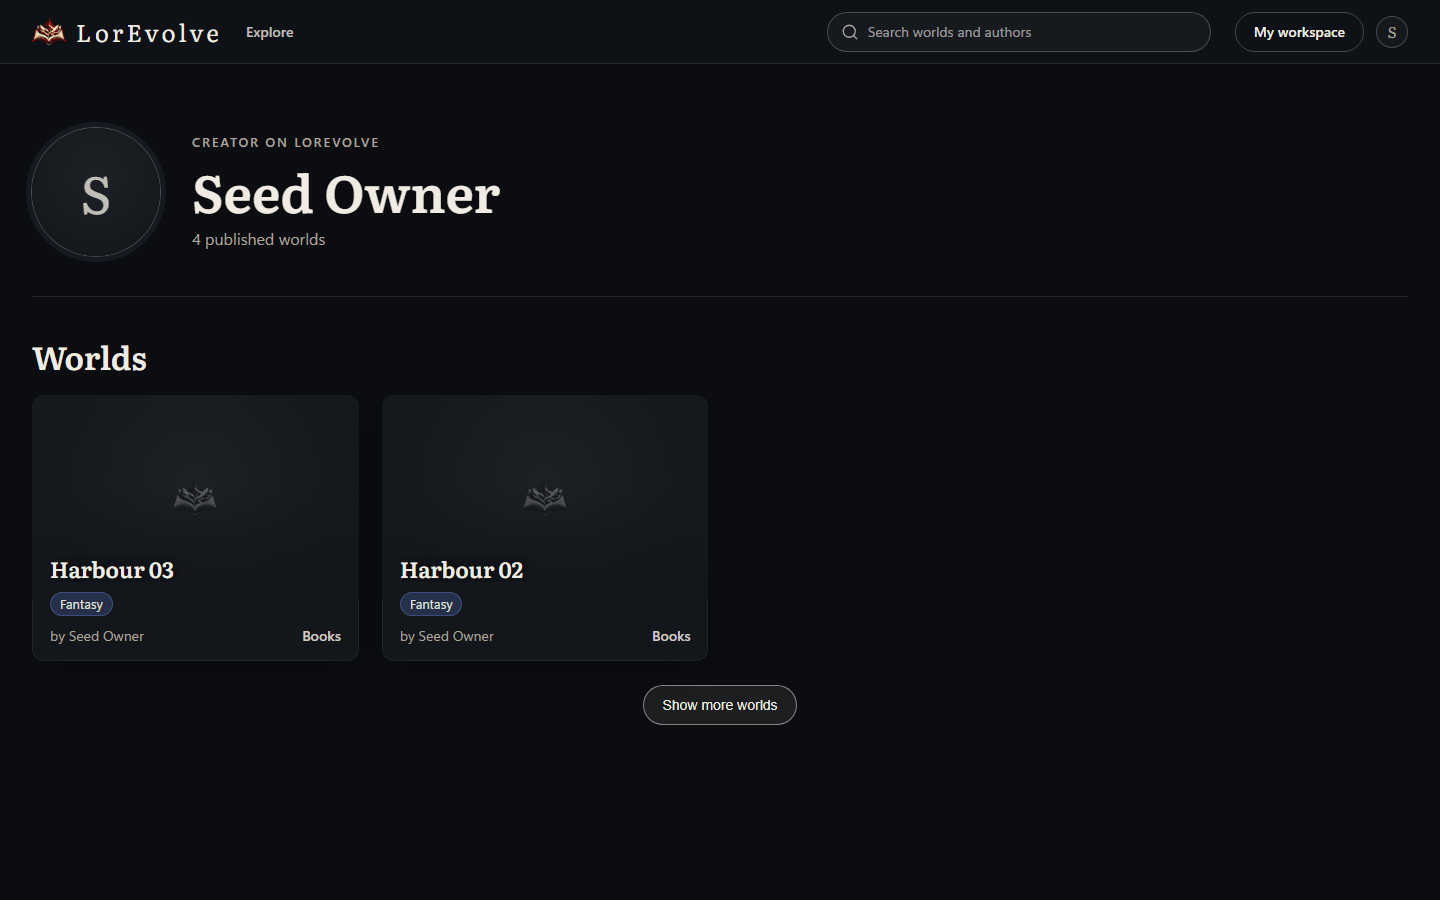 LorEvolve
Explore
Search worlds and authors
My workspace
S
S
CREATOR ON LOREVOLVE
Seed Owner
4 published worlds
Worlds
Harbour 03
Fantasy
by Seed Owner
Books
Harbour 02
Fantasy
by Seed Owner
Books
Show more worlds